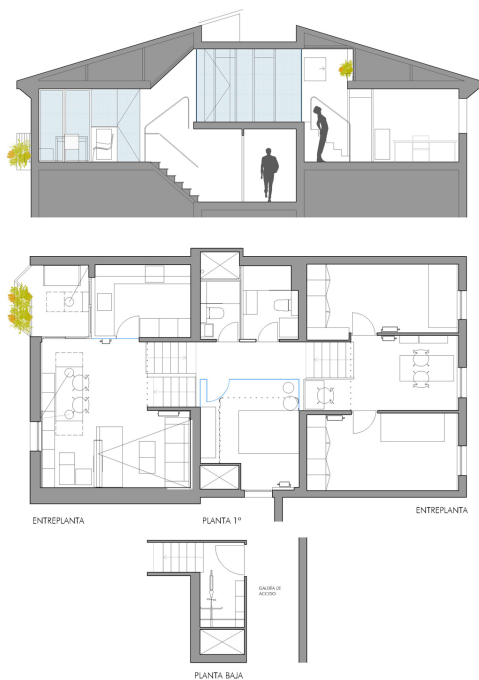 ENTREPLANTA
PLANTA 1º
ENTREPLANTA
GALERÍA DE
ACCESO
PLANTA BAJA